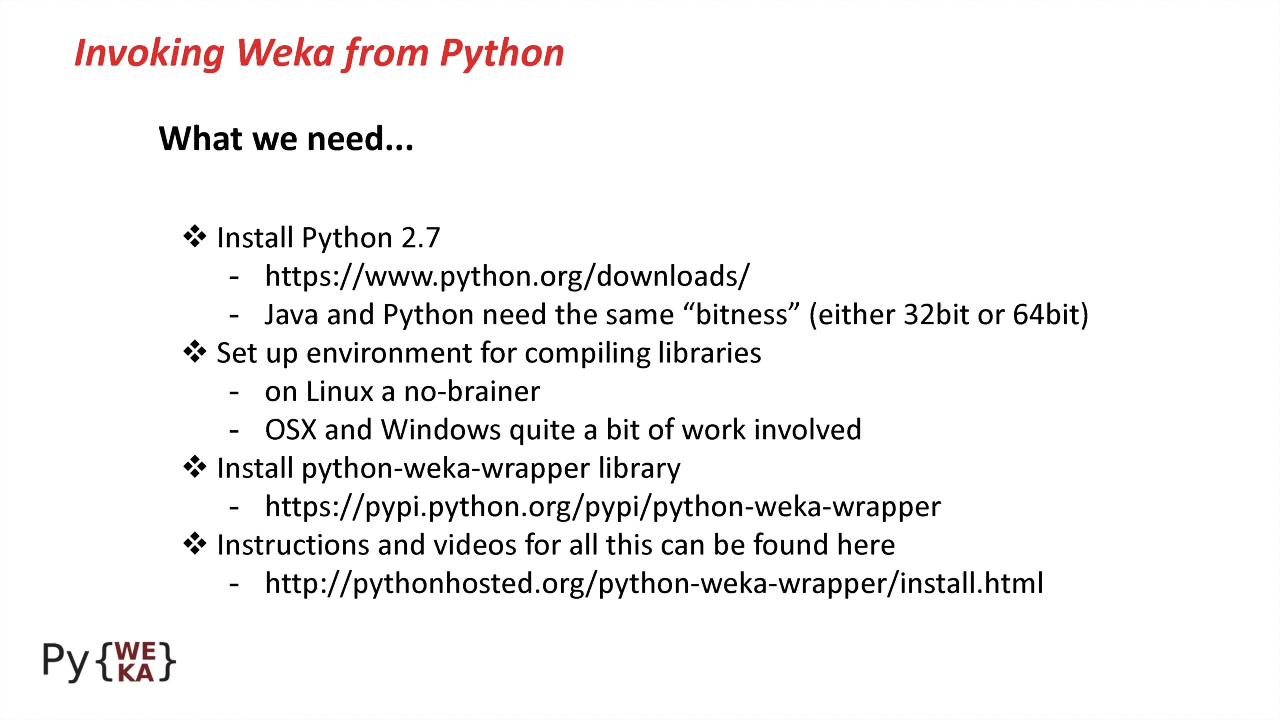 Invoking Weka from Python
What we need...
❖ Install Python 2.7
- https://www.python.org/downloads/
- Java and Python need the same “bitness” (either 32bit or 64bit)
❖ Set up environment for compiling libraries
- on Linux a no-brainer
- OSX and Windows quite a bit of work involved
❖ Install python-weka-wrapper library
- https://pypi.python.org/pypi/python-weka-wrapper
❖ Instructions and videos for all this can be found here
- http://pythonhosted.org/python-weka-wrapper/install.html
Py{WE
KA}